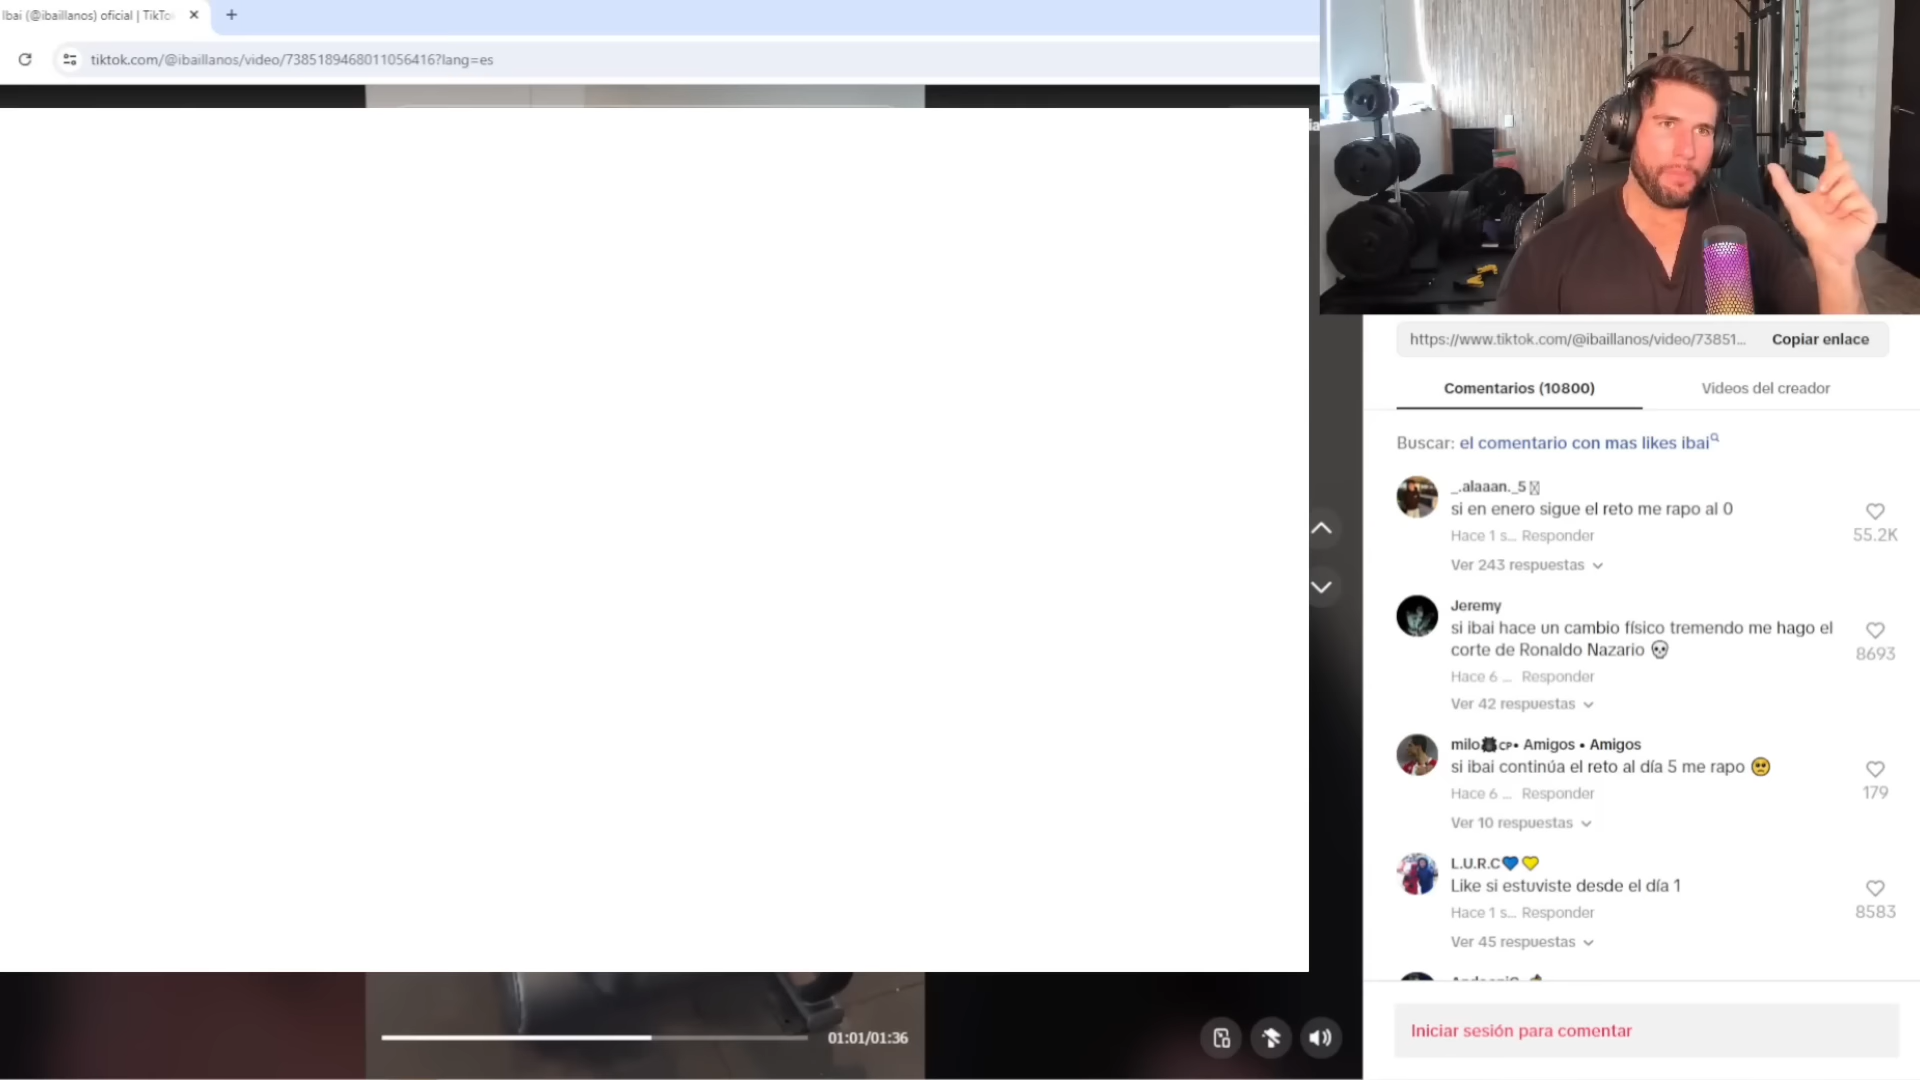 Ibai (@ibaillanos) oficial | TikTo
tiktok.com/@ibaillanos/video/7385189468011056416?lang=es
https://www.tiktok.com/@ibaillanos/video/73851...
Copiar enlace
Comentarios (10800)
Videos del creador
Buscar: el comentario con mas likes ibai
_.alaaan._5
si en enero sigue el reto me rapo al 0
55.2K
Hace 1 s... Responder
Ver 243 respuestas
Jeremy
si ibai hace un cambio físico tremendo me hago el
corte de Ronaldo Nazario 💀
8693
Hace 6 ... Responder
Ver 42 respuestas
milo CP• Amigos • Amigos
si ibai continúa el reto al día 5 me rapo 🥺
179
Hace 6 ... Responder
Ver 10 respuestas
L.U.R.C💙💛
Like si estuviste desde el día 1
8583
Hace 1 s... Responder
Ver 45 respuestas
01:01/01:36
Iniciar sesión para comentar